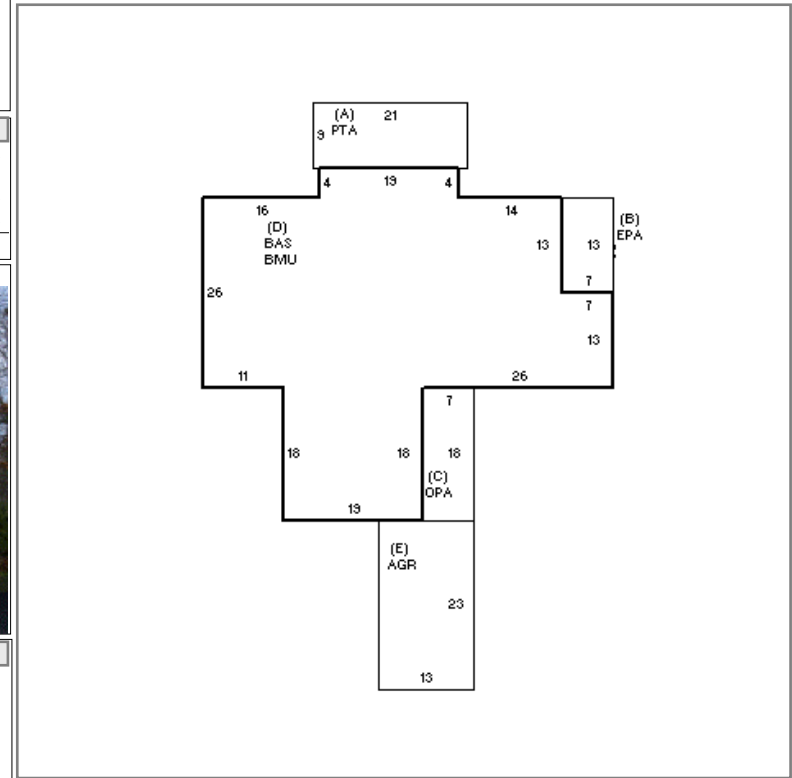 (A) 21
9 PTA
4 19 4
16 14
(D)
BAS
BMU
13
13
(B)
EPA
7
26
7
13
11 26
7
18 18 18
(C)
OPA
19
(E)
AGR
23
13